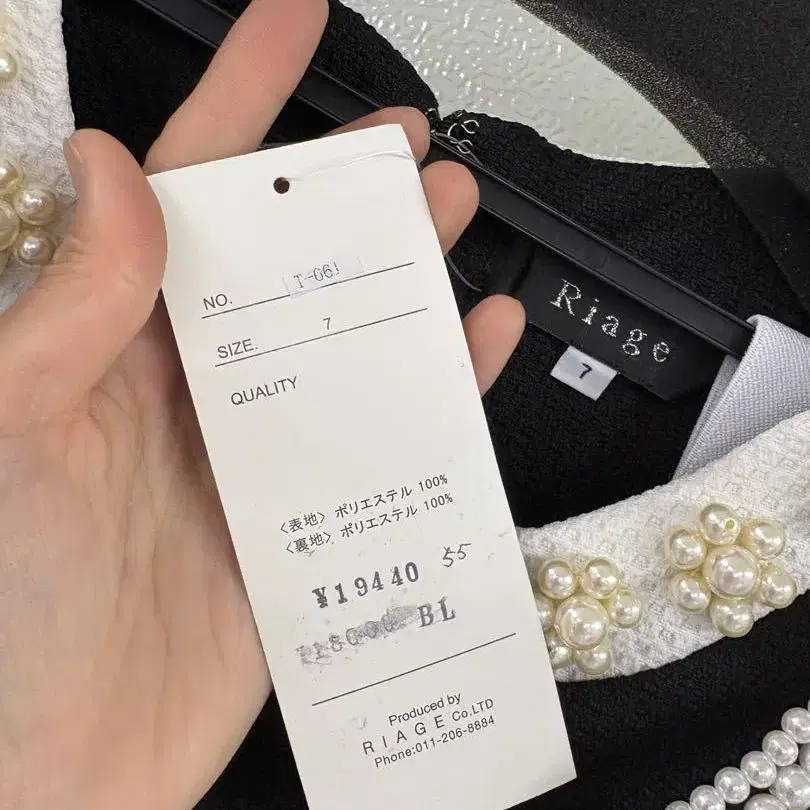 NO. I-061
SIZE. 7
QUALITY
〈表地〉 ポリエステル 100%
〈裏地〉 ポリエステル 100%
¥19440 55
BL
Produced by
RIAGE Co.LTD
Phone:011-206-8884
Riage
7